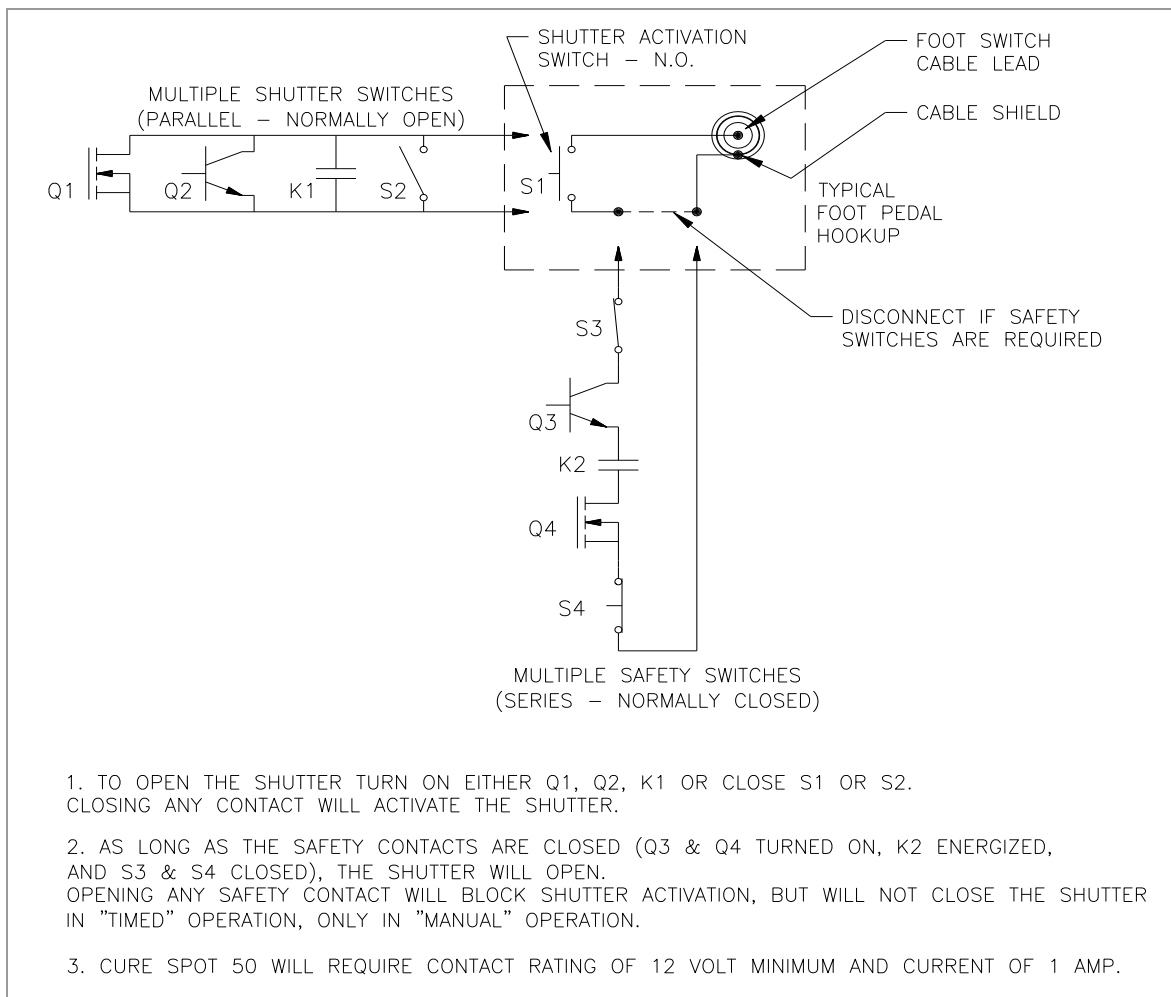 SHUTTER ACTIVATION
SWITCH – N.O.
FOOT SWITCH
CABLE LEAD
MULTIPLE SHUTTER SWITCHES
(PARALLEL – NORMALLY OPEN)
CABLE SHIELD
Q1
Q2
K1
S2
S1
TYPICAL
FOOT PEDAL
HOOKUP
S3
DISCONNECT IF SAFETY
SWITCHES ARE REQUIRED
Q3
K2
Q4
S4
MULTIPLE SAFETY SWITCHES
(SERIES – NORMALLY CLOSED)
1. TO OPEN THE SHUTTER TURN ON EITHER Q1, Q2, K1 OR CLOSE S1 OR S2.
CLOSING ANY CONTACT WILL ACTIVATE THE SHUTTER.
2. AS LONG AS THE SAFETY CONTACTS ARE CLOSED (Q3 & Q4 TURNED ON, K2 ENERGIZED,
AND S3 & S4 CLOSED), THE SHUTTER WILL OPEN.
OPENING ANY SAFETY CONTACT WILL BLOCK SHUTTER ACTIVATION, BUT WILL NOT CLOSE THE SHUTTER
IN ”TIMED” OPERATION, ONLY IN ”MANUAL” OPERATION.
3. CURE SPOT 50 WILL REQUIRE CONTACT RATING OF 12 VOLT MINIMUM AND CURRENT OF 1 AMP.